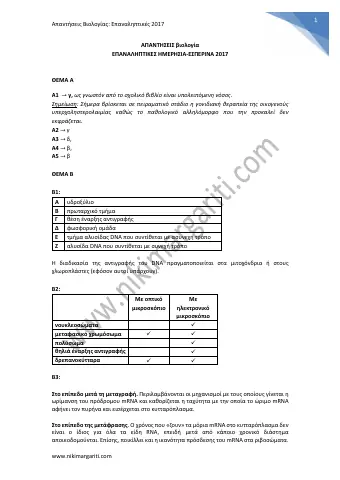 Απαντήσεις Βιολογίας: Επαναληπτικές 2017
1
ΑΠΑΝΤΗΣΕΙΣ βιολογία
ΕΠΑΝΑΛΗΠΤΙΚΕΣ ΗΜΕΡΗΣΙΑ-ΕΣΠΕΡΙΝΑ 2017
ΘΕΜΑ Α
Α1 → γ, ως γνωστόν από το σχολικό βιβλίο είναι υπολειπόμενη νόσος.
Σημείωση: Σήμερα βρίσκεται σε πειραματικό στάδιο η γονιδιακή θεραπεία της οικογενούς
υπερχοληστερολαιμίας καθώς το παθολογικό αλληλόμορφο που την προκαλεί δεν
εκφράζεται.
Α2 → γ
Α3 → δ,
Α4 → β,
Α5 → β
ΘΕΜΑ Β
Β1:
Α υδροξύλιο
Β πρωταρχικό τμήμα
Γ θέση έναρξης αντιγραφής
Δ φωσφορική ομάδα
Ε τμήμα αλυσίδας DNA που συντίθεται με ασυνεχή τρόπο
Ζ αλυσίδα DNA που συντίθεται με συνεχή τρόπο
Η διαδικασία της αντιγραφής του DNA πραγματοποιείται στα μιτοχόνδρια ή στους
χλωροπλάστες (εφόσον αυτοί υπάρχουν).
Β2:
Με οπτικό μικροσκόπιο
Με ηλεκτρονικό μικροσκόπιο
νουκλεοσώματα ✓
μεταφασικό χρωμόσωμα ✓ ✓
πολύσωμα ✓
θηλιά έναρξης αντιγραφής ✓
δρεπανοκύτταρα ✓ ✓
Β3:
Στο επίπεδο μετά τη μεταγραφή. Περιλαμβάνονται οι μηχανισμοί με τους οποίους γίνεται η
ωρίμανση του πρόδρομου mRNA και καθορίζεται η ταχύτητα με την οποία το ώριμο mRNA
αφήνει τον πυρήνα και εισέρχεται στο κυτταρόπλασμα.
Στο επίπεδο της μετάφρασης. Ο χρόνος που «ζουν» τα μόρια mRNA στο κυτταρόπλασμα δεν
είναι ο ίδιος για όλα τα είδη RNA, επειδή μετά από κάποιο χρονικό διάστημα
αποικοδομούνται. Επίσης, ποικίλλει και η ικανότητα πρόσδεσης του mRNA στα ριβοσώματα.
www.nikimargariti.com
www.nikimargariti.com